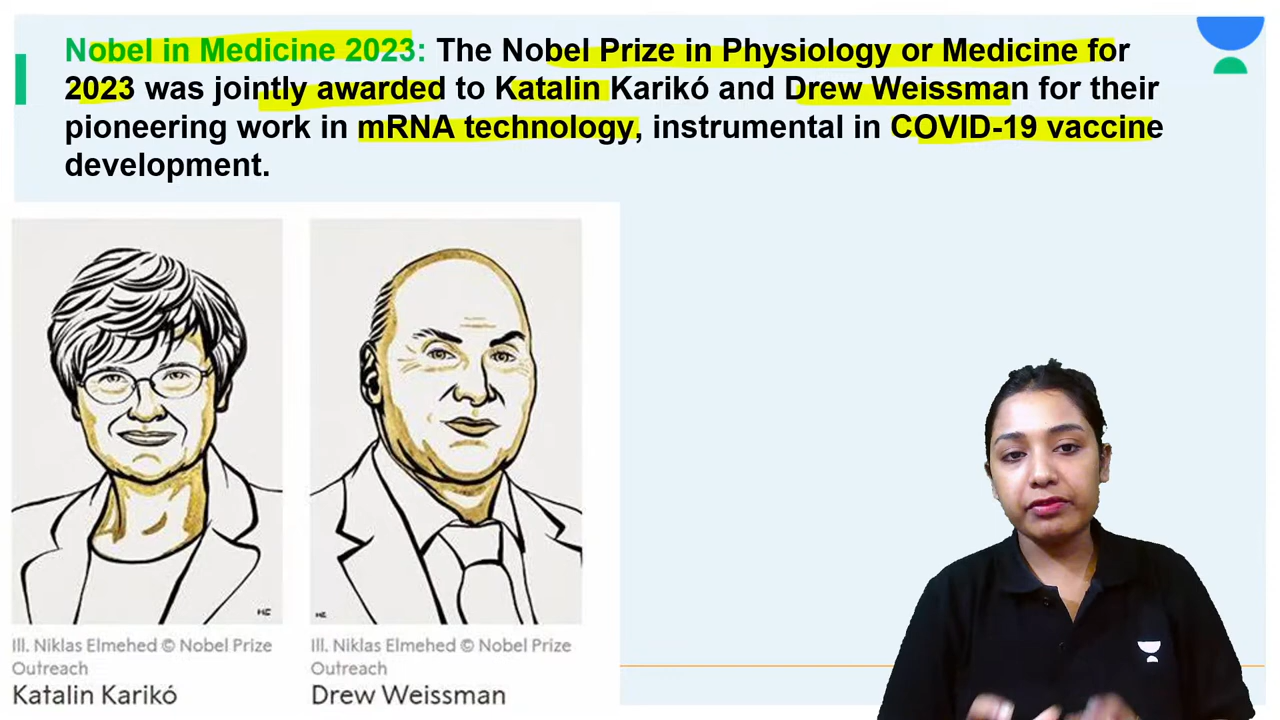 Nobel in Medicine 2023: The Nobel Prize in Physiology or Medicine for
2023 was jointly awarded to Katalin Karikó and Drew Weissman for their
pioneering work in mRNA technology, instrumental in COVID-19 vaccine
development.
Ill. Niklas Elmehed © Nobel Prize
Outreach
Katalin Karikó
Ill. Niklas Elmehed © Nobel Prize
Outreach
Drew Weissman